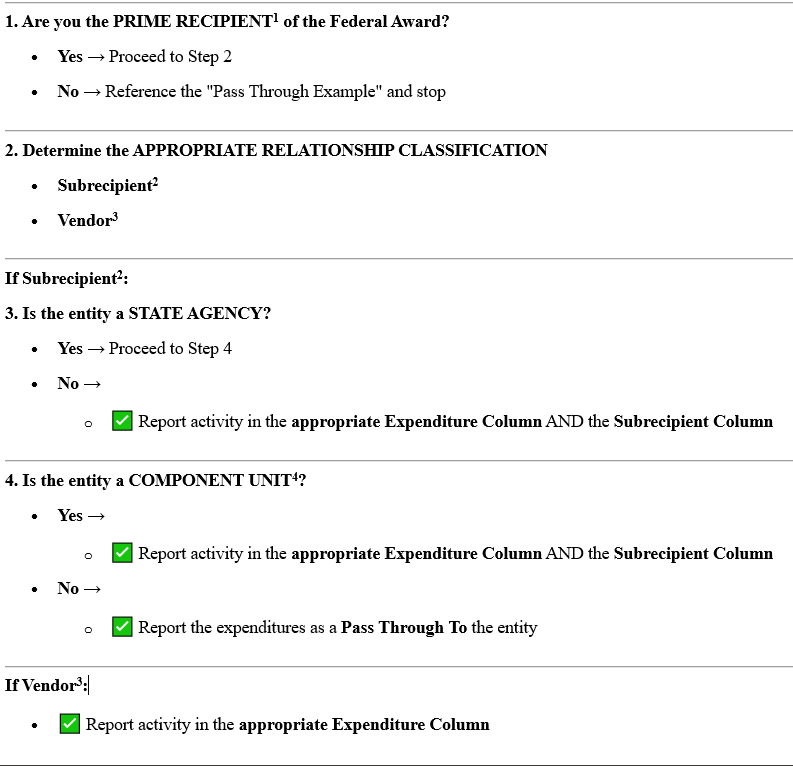 1. Are you the PRIME RECIPIENT¹ of the Federal Award?
• Yes → Proceed to Step 2
• No → Reference the "Pass Through Example" and stop
2. Determine the APPROPRIATE RELATIONSHIP CLASSIFICATION
• Subrecipient²
• Vendor³
If Subrecipient²:
3. Is the entity a STATE AGENCY?
• Yes → Proceed to Step 4
• No →
○ ✅ Report activity in the appropriate Expenditure Column AND the Subrecipient Column
4. Is the entity a COMPONENT UNIT⁴?
• Yes →
○ ✅ Report activity in the appropriate Expenditure Column AND the Subrecipient Column
• No →
○ ✅ Report the expenditures as a Pass Through To the entity
If Vendor³:
• ✅ Report activity in the appropriate Expenditure Column